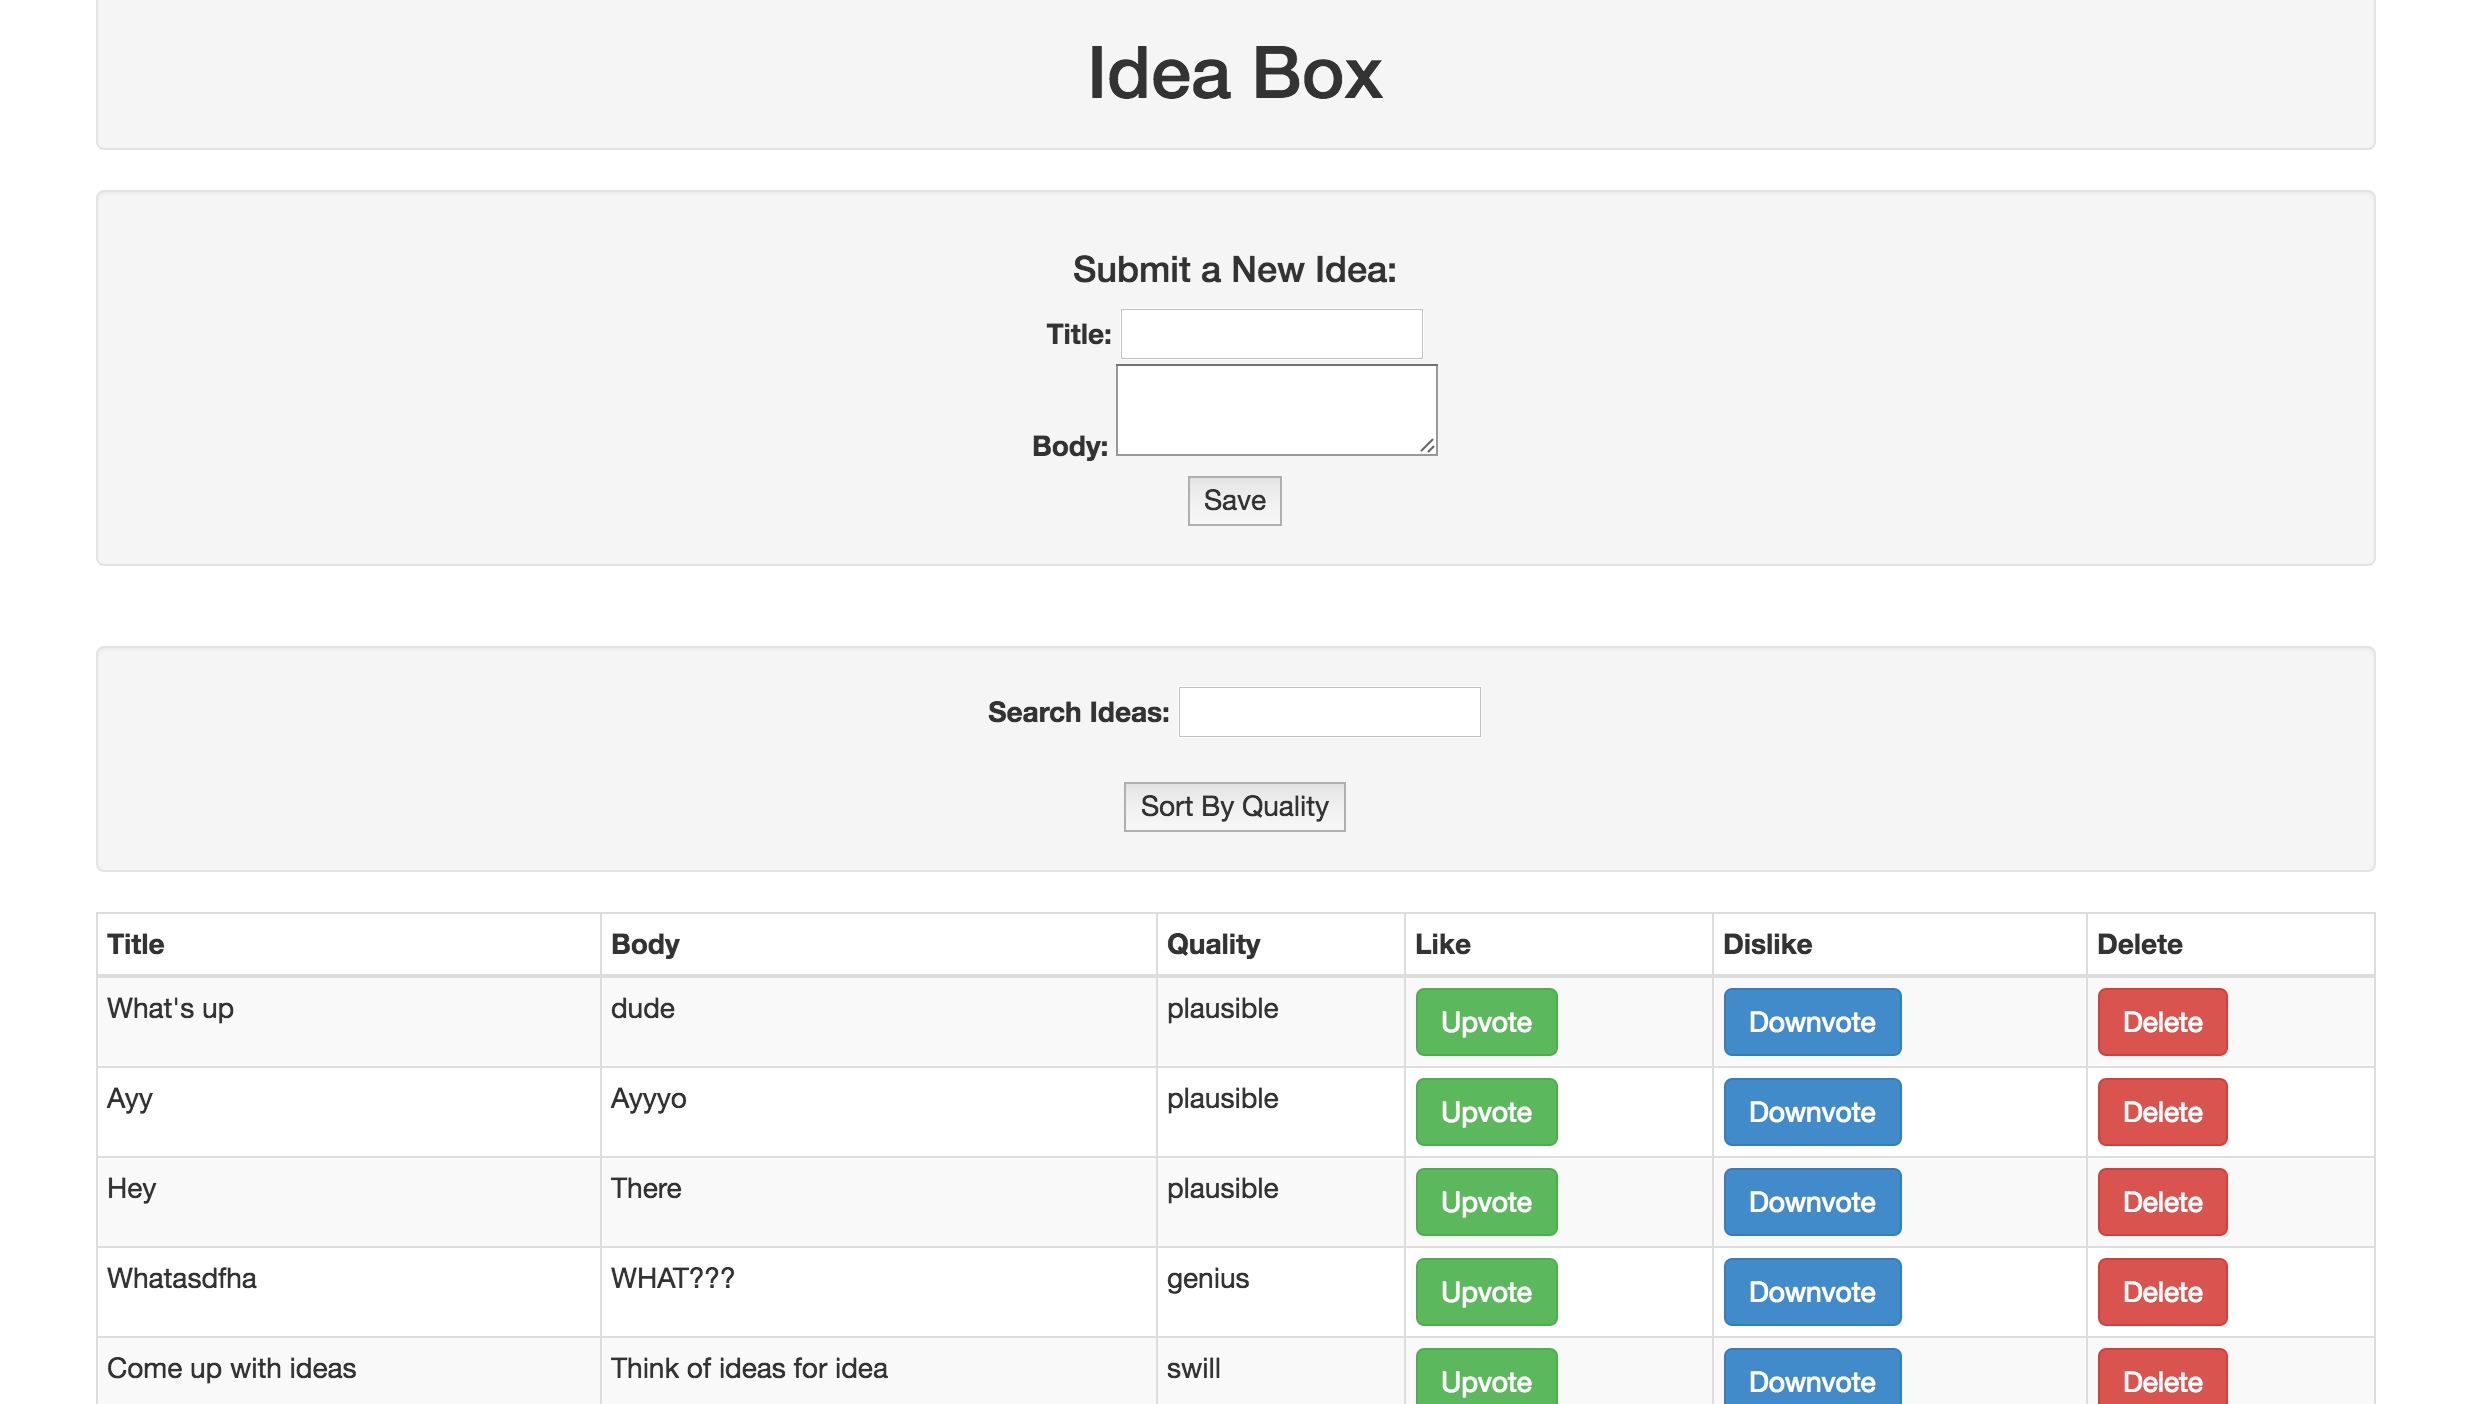 Idea Box
Submit a New Idea:
Title:
Body:
Save
Search Ideas:
Sort By Quality
Title Body Quality Like Dislike Delete
What's up dude plausible Upvote Downvote Delete
Ayy Ayyyo plausible Upvote Downvote Delete
Hey There plausible Upvote Downvote Delete
Whatasdfha WHAT??? genius Upvote Downvote Delete
Come up with ideas Think of ideas for idea swill Upvote Downvote Delete